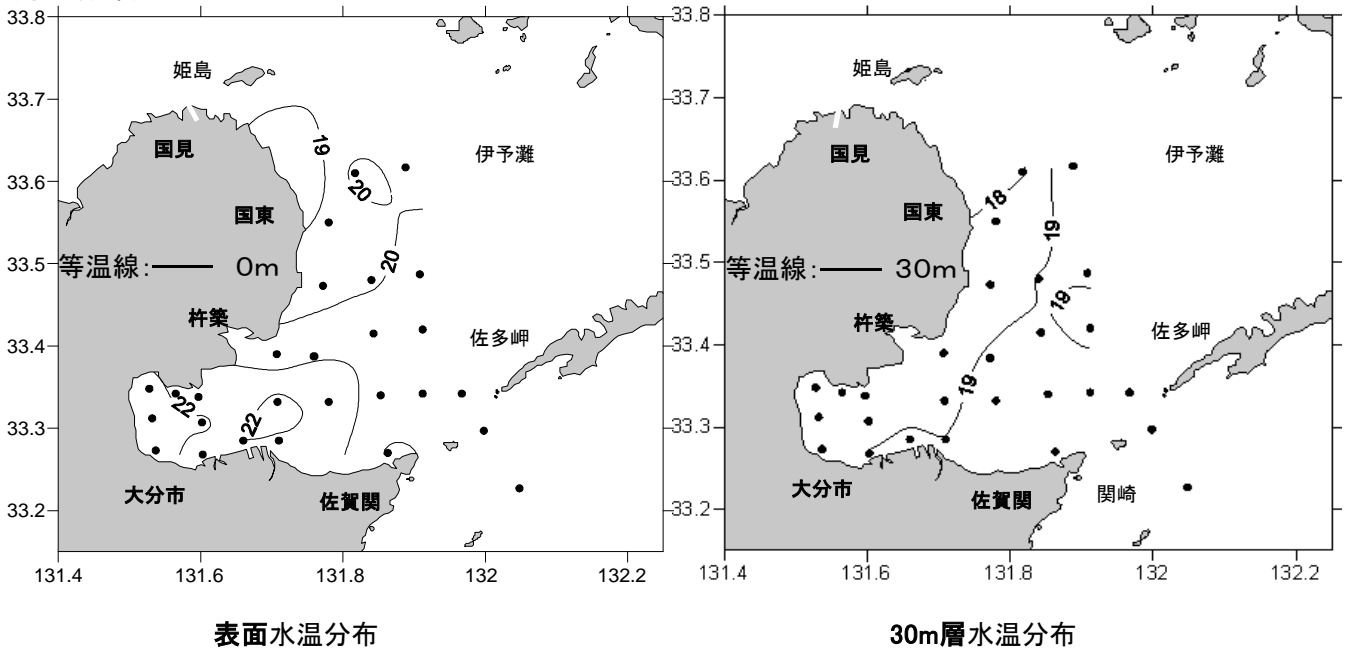 33.8
33.7
33.6
33.5
33.4
33.3
33.2
131.4
131.6
131.8
132
132.2
姫島
国見
伊予灘
国東
等温線: 0m
杵築
佐多岬
大分市
佐賀関
19
20
20
22
22
表面水温分布
33.8
33.7
33.6
33.5
33.4
33.3
33.2
131.4
131.6
131.8
132
132.2
姫島
国見
伊予灘
国東
等温線: 30m
杵築
佐多岬
大分市
佐賀関
関崎
18
19
19
19
30m層水温分布